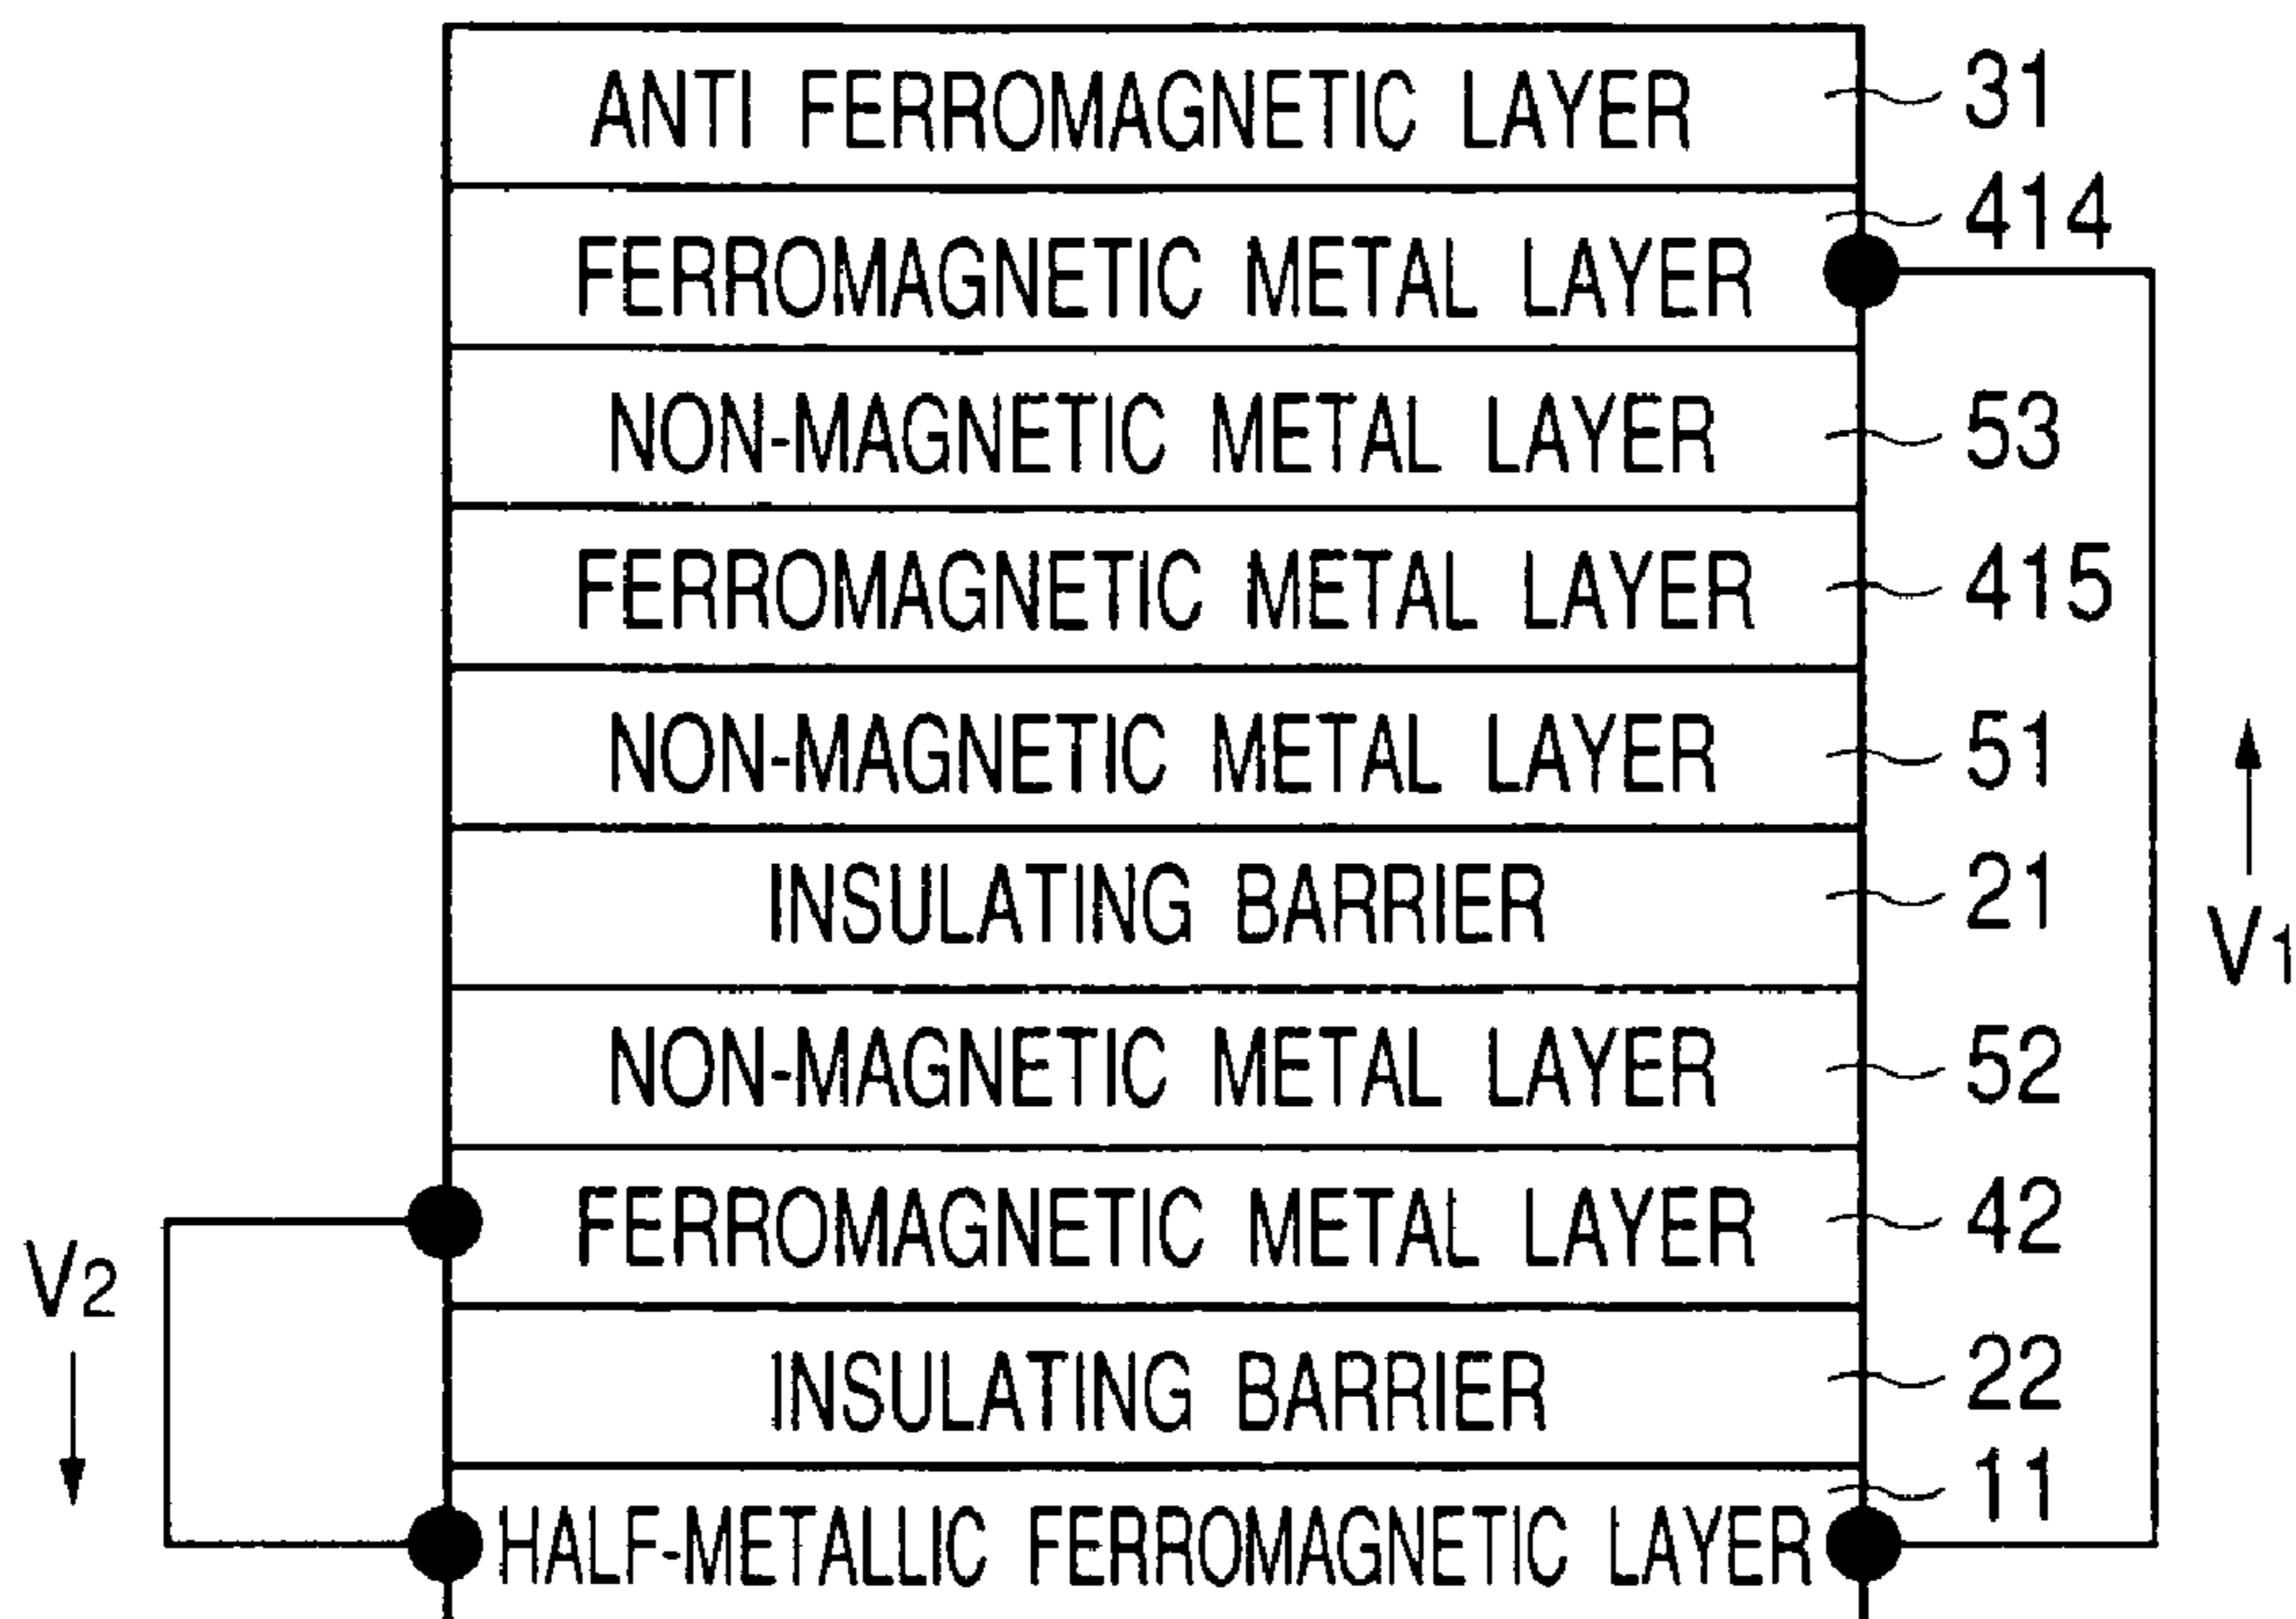 ANTI FERROMAGNETIC LAYER 31
414
FERROMAGNETIC METAL LAYER
NON-MAGNETIC METAL LAYER 53
FERROMAGNETIC METAL LAYER 415
NON-MAGNETIC METAL LAYER 51
INSULATING BARRIER 21
V1
NON-MAGNETIC METAL LAYER 52
FERROMAGNETIC METAL LAYER 42
V2
INSULATING BARRIER 22
11
HALF-METALLIC FERROMAGNETIC LAYER